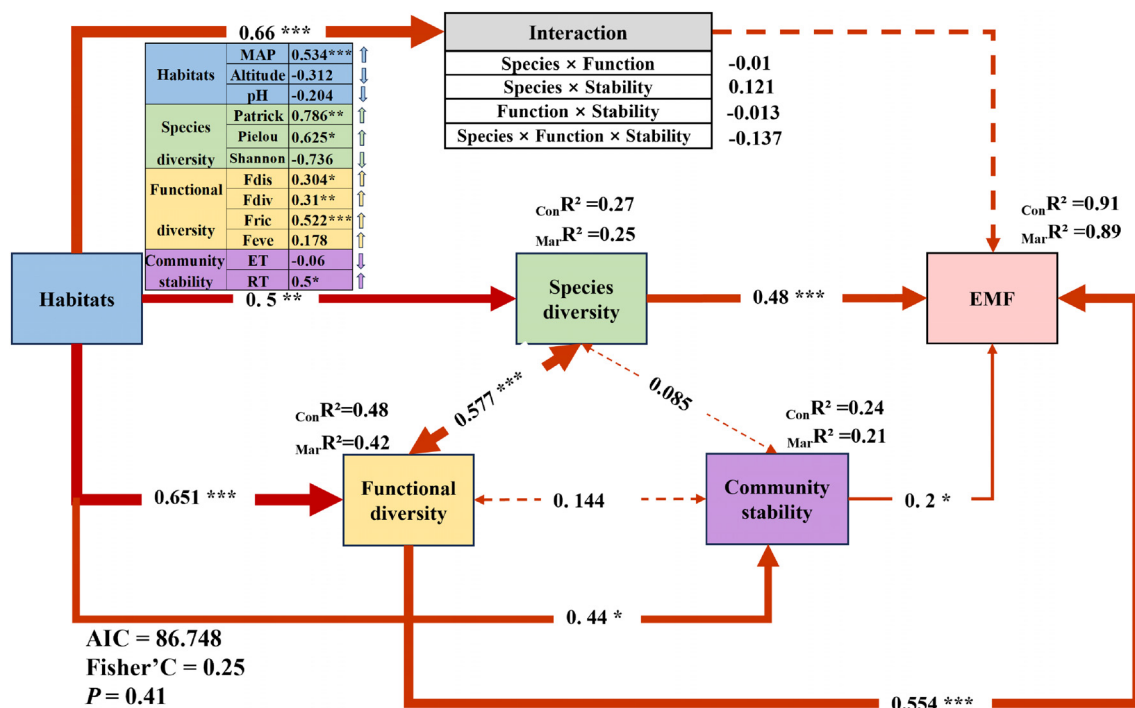 0.66 ***
Interaction
Species × Function -0.01
Species × Stability 0.121
Function × Stability -0.013
Species × Function × Stability -0.137
Habitats
MAP 0.534***
Altitude -0.312
pH -0.204
Species diversity
Patrick 0.786**
Pielou 0.625*
Shannon -0.736
Functional diversity
Fdis 0.304*
Fdiv 0.31**
Fric 0.522***
Feve 0.178
Community stability
ET -0.06
RT 0.5*
ConR² =0.27
MarR² =0.25
ConR² =0.91
MarR² =0.89
Habitats
0. 5 **
Species
diversity
0.48 ***
EMF
0.577 ***
0.085
ConR²=0.48
MarR²=0.42
ConR² =0.24
MarR² =0.21
0.651 ***
Functional
diversity
0. 144
Community
stability
0. 2 *
0. 44 *
AIC = 86.748
Fisher’C = 0.25
P = 0.41
0.554 ***